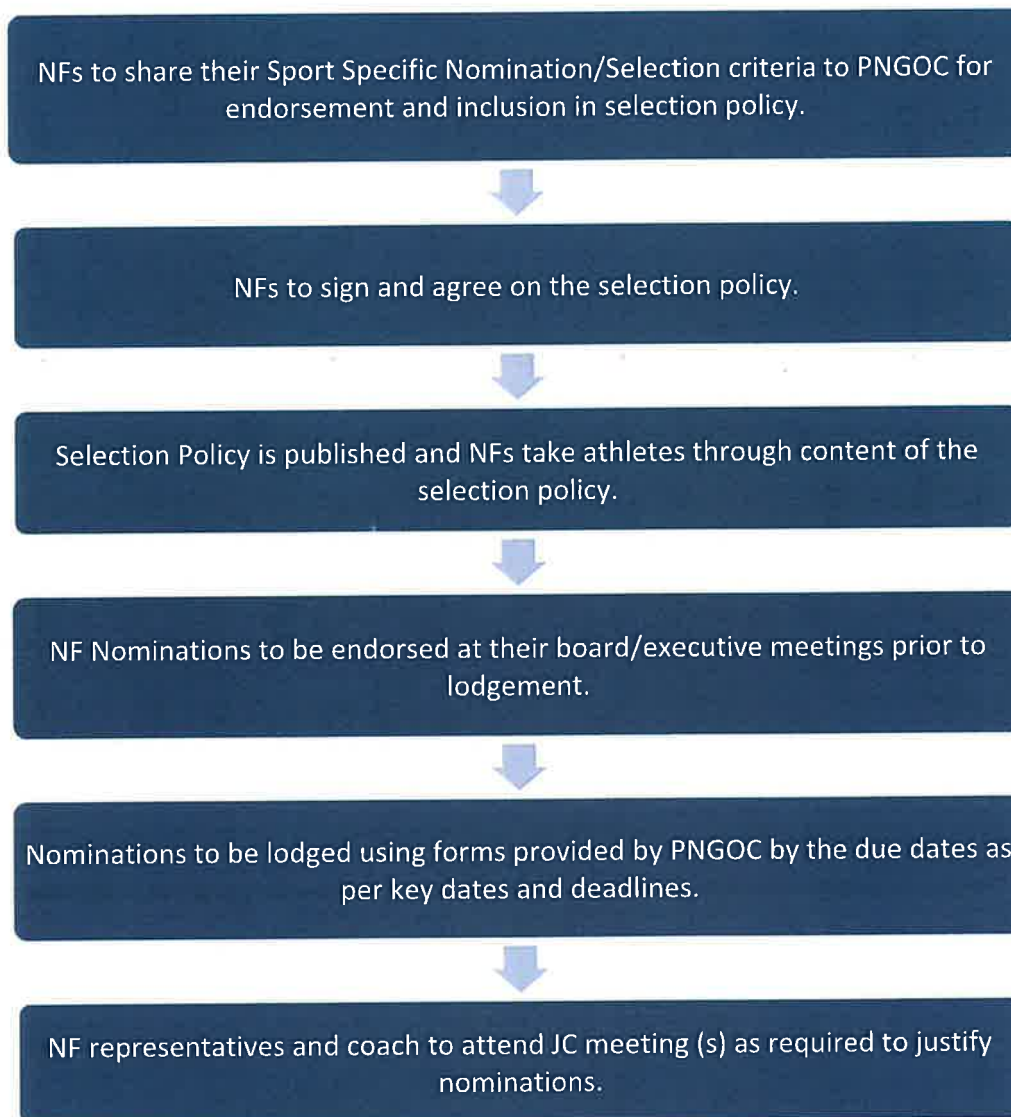 NFs to share their Sport Specific Nomination/Selection criteria to PNGOC for
endorsement and inclusion in selection policy.
NFs to sign and agree on the selection policy.
Selection Policy is published and NFs take athletes through content of the
selection policy.
NF Nominations to be endorsed at their board/executive meetings prior to
lodgement.
Nominations to be lodged using forms provided by PNGOC by the due dates as
per key dates and deadlines.
NF representatives and coach to attend JC meeting (s) as required to justify
nominations.